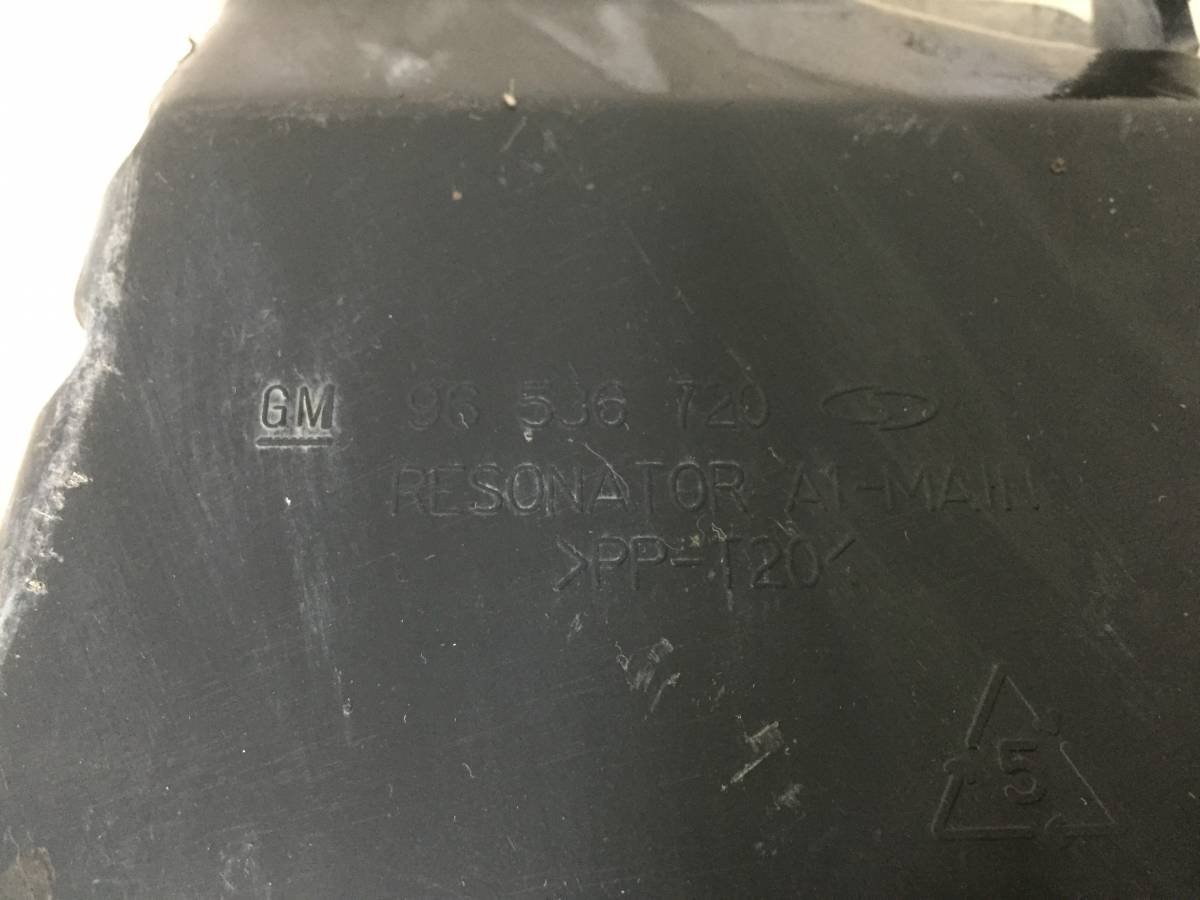 GM 96 536 720
RESONATOR A1-MAIN
>PP-T20<
5